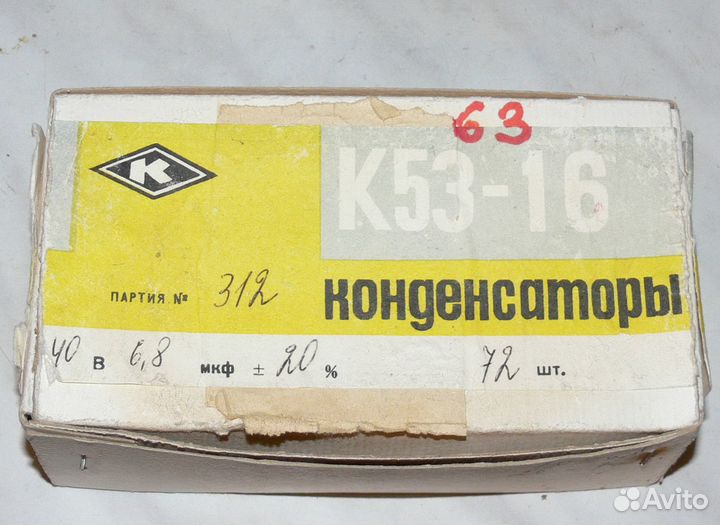 63
K
К53-16
ПАРТИЯ № 312
конденсаторы
40 В 6,8 мкф ± 20 % 72 шт.
Avito